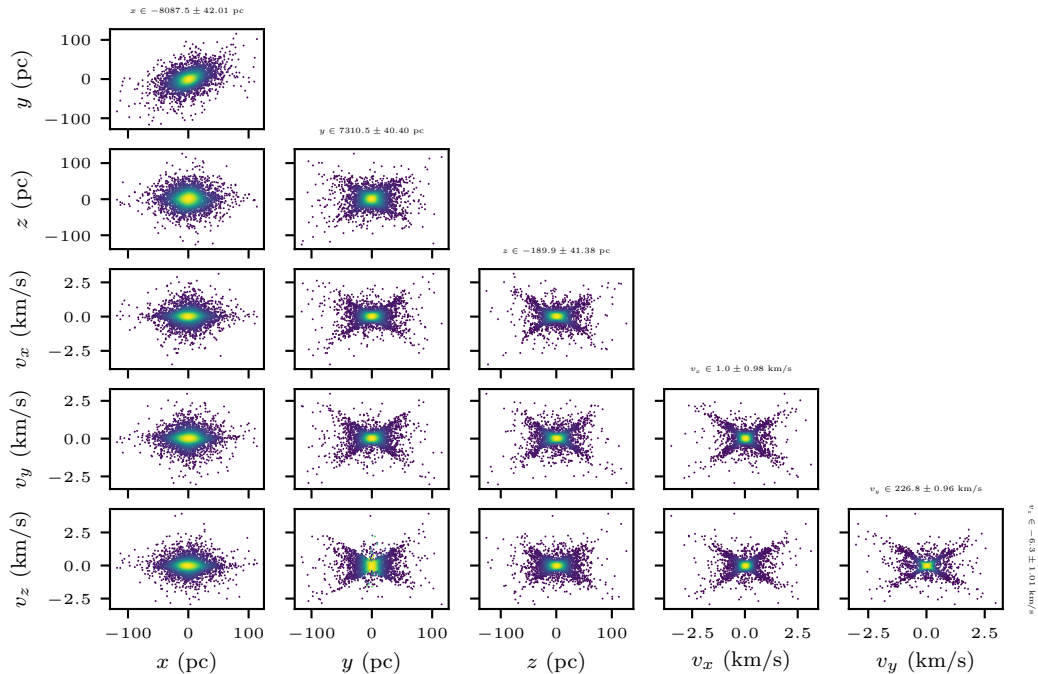 x ∈ −8087.5 ± 42.01 pc
100
0
−100
y (pc)
y ∈ 7310.5 ± 40.40 pc
100
0
−100
z (pc)
z ∈ −189.9 ± 41.38 pc
2.5
0.0
−2.5
v_x (km/s)
v_x ∈ 1.0 ± 0.98 km/s
2.5
0.0
−2.5
v_y (km/s)
v_y ∈ 226.8 ± 0.96 km/s
2.5
0.0
−2.5
v_z (km/s)
v_z ∈ −6.3 ± 1.01 km/s
−100 0 100 −100 0 100 −100 0 100 −2.5 0.0 2.5 −2.5 0.0 2.5
x (pc) y (pc) z (pc) v_x (km/s) v_y (km/s)